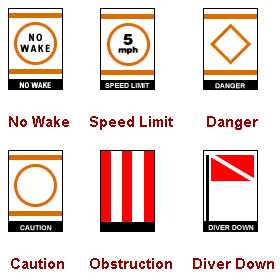 NO
WAKE
NO WAKE
5
mph
SPEED LIMIT
DANGER
No Wake
Speed Limit
Danger
CAUTION
DIVER DOWN
Caution
Obstruction
Diver Down